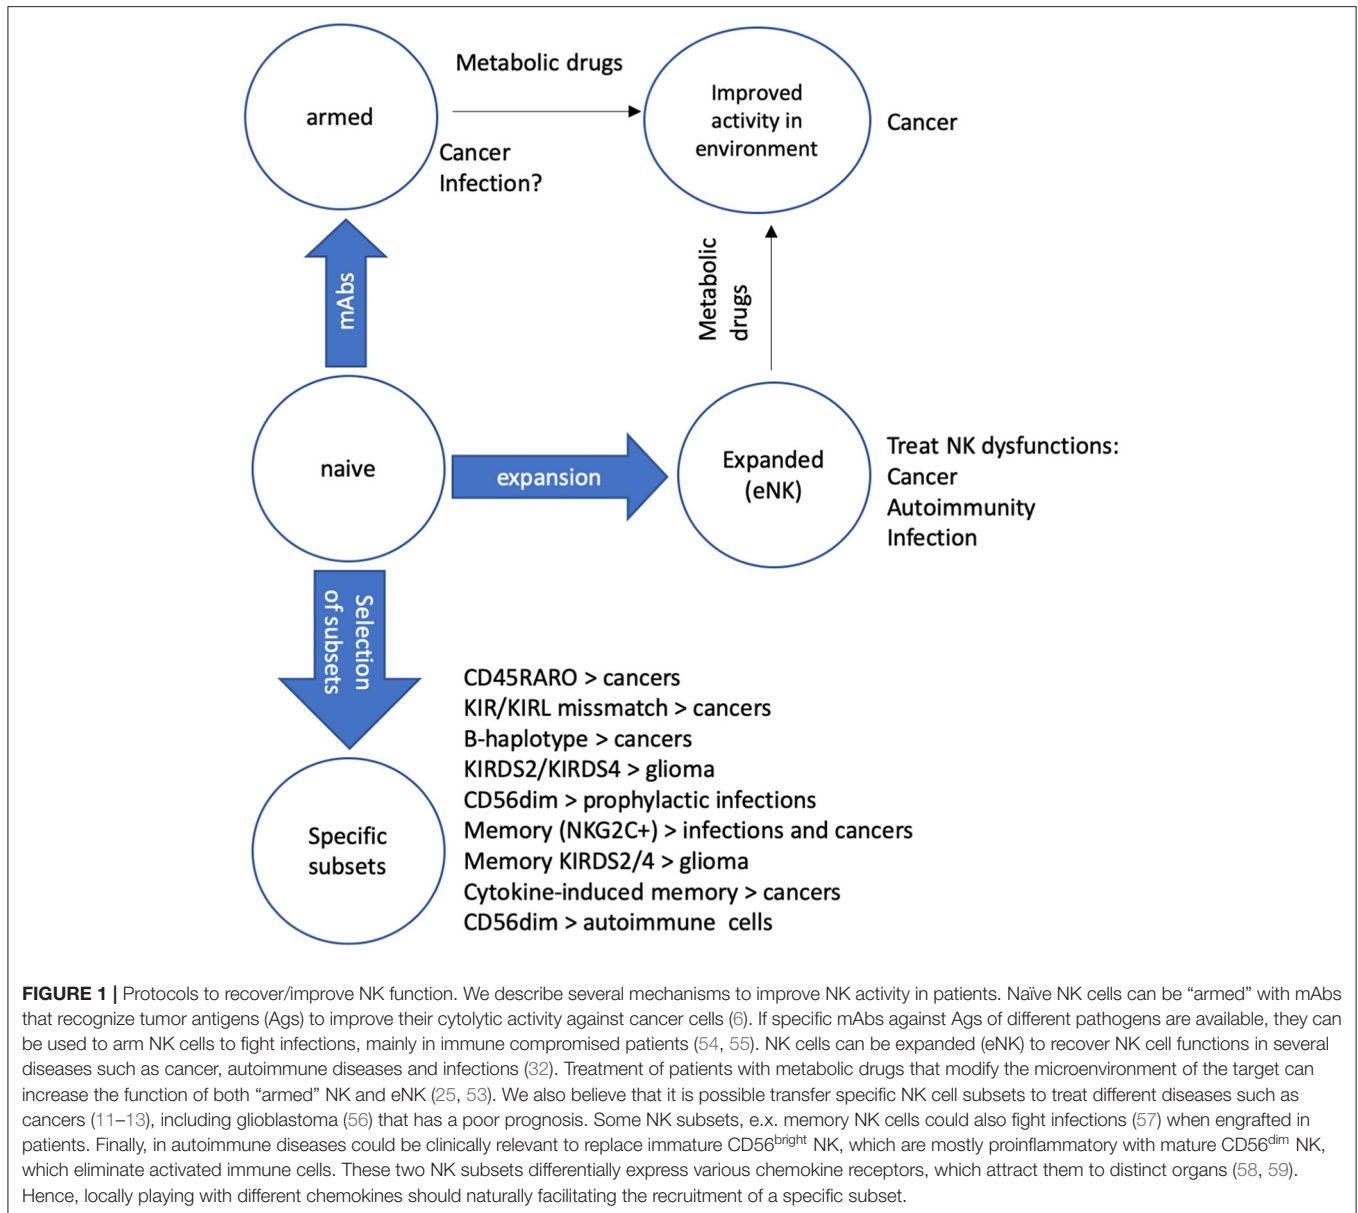 armed
Metabolic drugs
Cancer
Infection?
Improved
activity in
environment
Cancer
mAbs
Metabolic
drugs
naive
expansion
Expanded
(eNK)
Treat NK dysfunctions:
Cancer
Autoimmunity
Infection
Selection
of subsets
Specific
subsets
CD45RARO > cancers
KIR/KIRL missmatch > cancers
B-haplotype > cancers
KIRDS2/KIRDS4 > glioma
CD56dim > prophylactic infections
Memory (NKG2C+) > infections and cancers
Memory KIRDS2/4 > glioma
Cytokine-induced memory > cancers
CD56dim > autoimmune cells
FIGURE 1 | Protocols to recover/improve NK function. We describe several mechanisms to improve NK activity in patients. Naïve NK cells can be “armed” with mAbs
that recognize tumor antigens (Ags) to improve their cytolytic activity against cancer cells (6). If specific mAbs against Ags of different pathogens are available, they can
be used to arm NK cells to fight infections, mainly in immune compromised patients (54, 55). NK cells can be expanded (eNK) to recover NK cell functions in several
diseases such as cancer, autoimmune diseases and infections (32). Treatment of patients with metabolic drugs that modify the microenvironment of the target can
increase the function of both “armed” NK and eNK (25, 53). We also believe that it is possible transfer specific NK cell subsets to treat different diseases such as
cancers (11–13), including glioblastoma (56) that has a poor prognosis. Some NK subsets, e.x. memory NK cells could also fight infections (57) when engrafted in
patients. Finally, in autoimmune diseases could be clinically relevant to replace immature CD56bright NK, which are mostly proinflammatory with mature CD56dim NK,
which eliminate activated immune cells. These two NK subsets differentially express various chemokine receptors, which attract them to distinct organs (58, 59).
Hence, locally playing with different chemokines should naturally facilitating the recruitment of a specific subset.